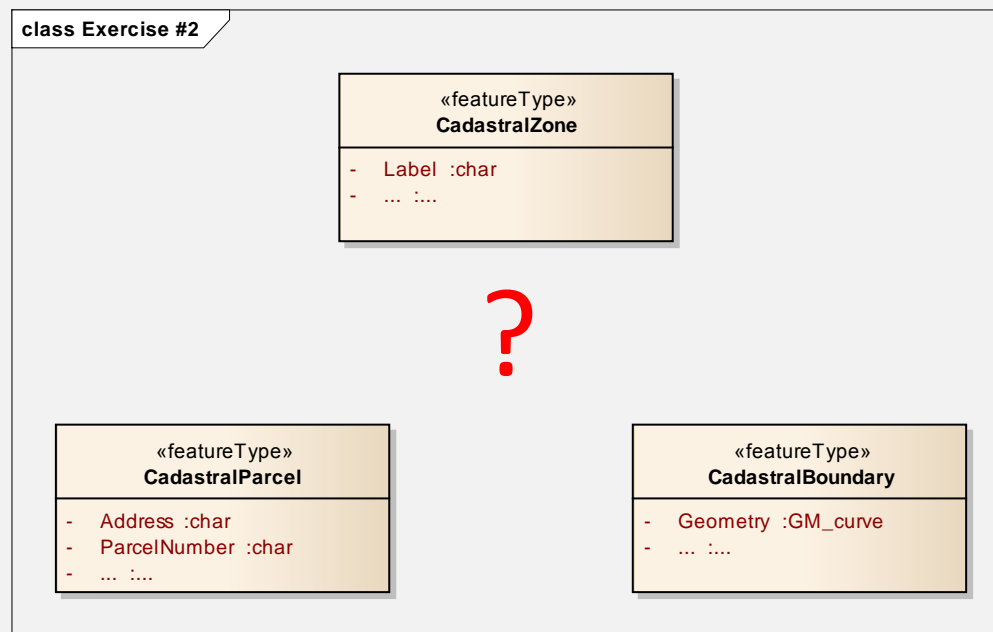 class Exercise #2
«featureType»
CadastralZone
- Label :char
- ... :...
?
«featureType»
CadastralParcel
- Address :char
- ParcelNumber :char
- ... :...
«featureType»
CadastralBoundary
- Geometry :GM_curve
- ... :...